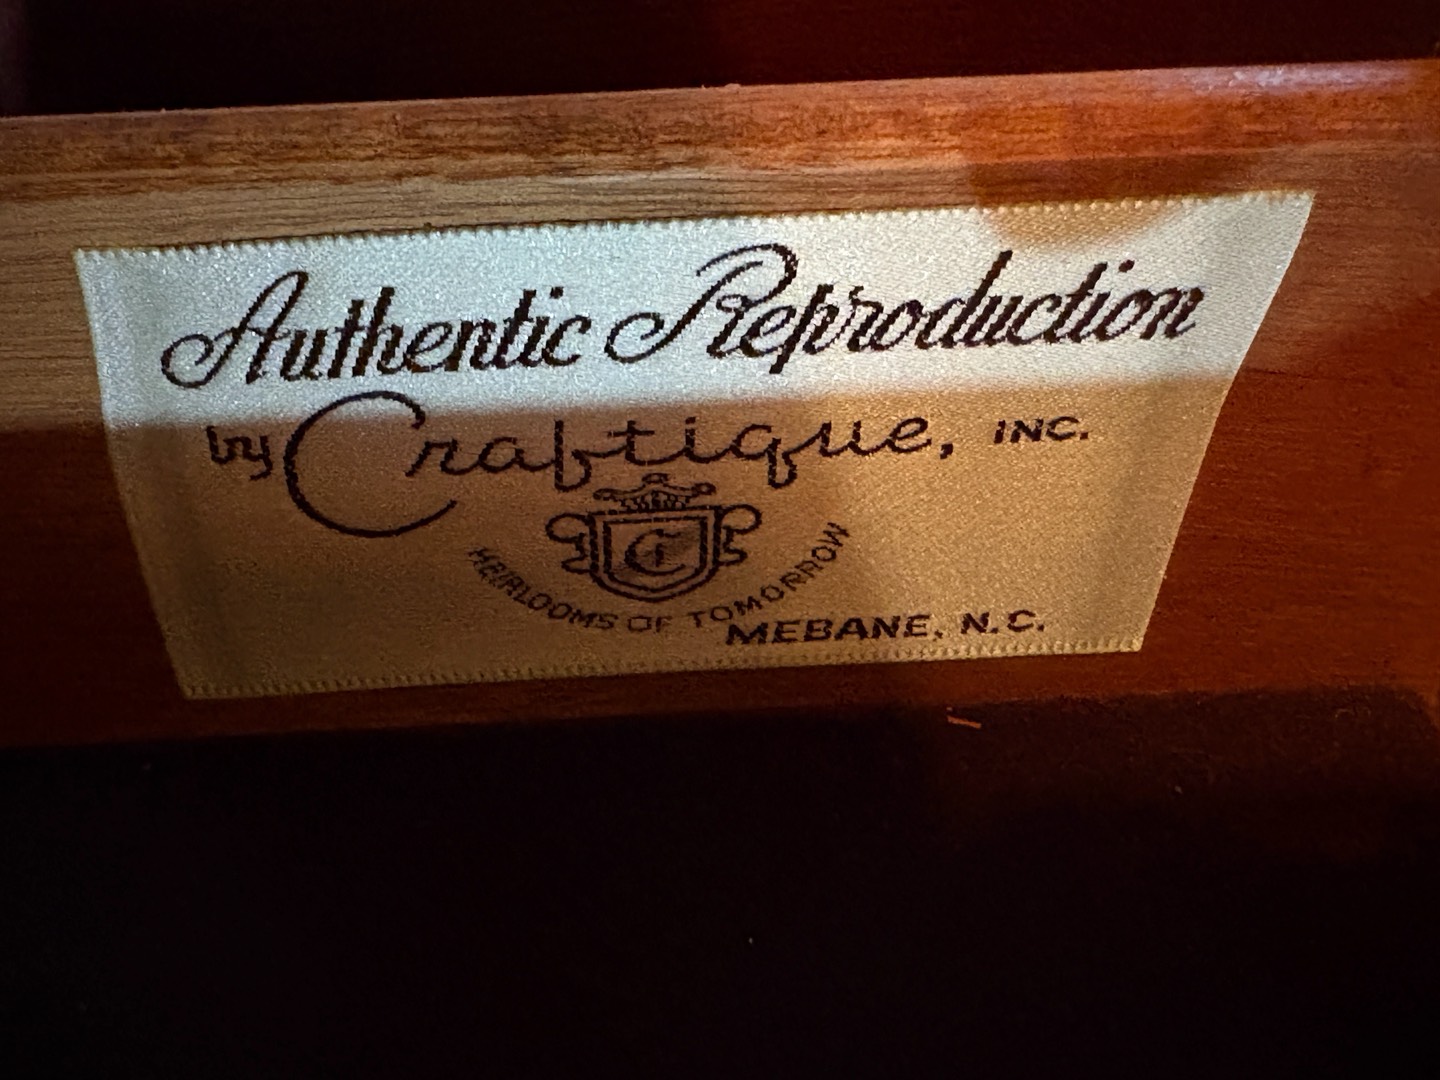 Authentic Reproduction
by Craftique, INC.
C
HEIRLOOMS OF TOMORROW
MEBANE, N.C.